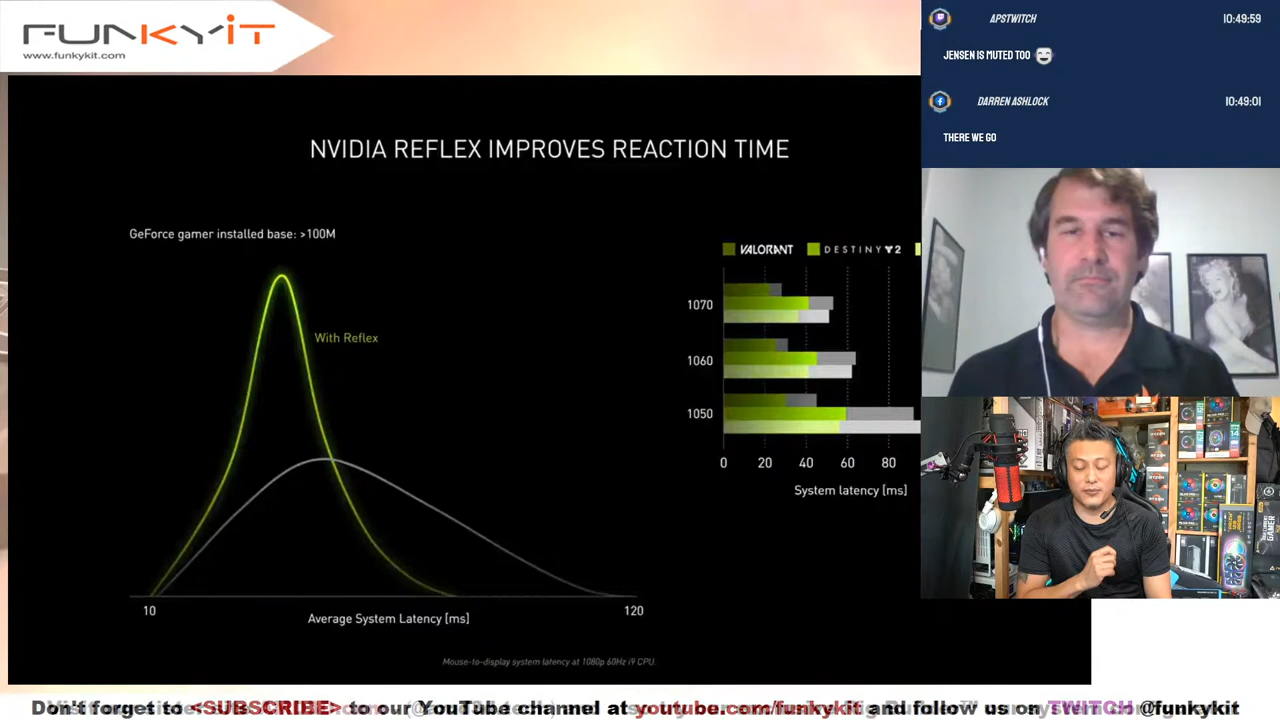 FUNKYiT
www.funkykit.com
APSTWITCH
10:49:59
JENSEN IS MUTED TOO
DARREN ASHLOCK
10:49:01
THERE WE GO
NVIDIA REFLEX IMPROVES REACTION TIME
GeForce gamer installed base: >100M
With Reflex
10
120
Average System Latency [ms]
VALORANT
DESTINY 2
1070
1060
1050
0 20 40 60 80
System latency [ms]
Mouse-to-display system latency at 1080p 60Hz i9 CPU.
Don't forget to <SUBSCRIBE> to our YouTube channel at youtube.com/funkykit and follow us on TWITCH @funkykit